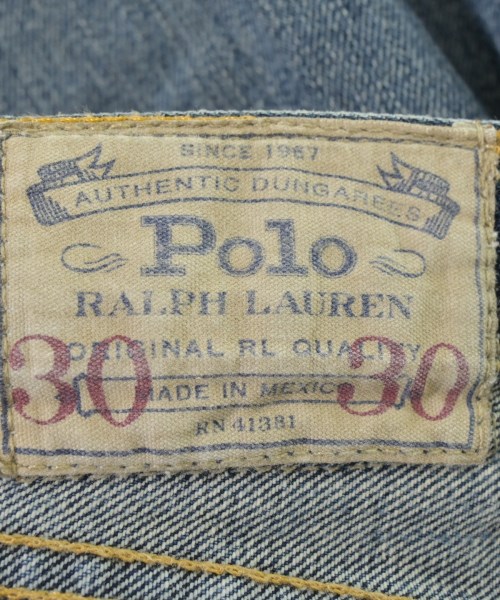 SINCE 1967
AUTHENTIC DUNGAREES
Polo
RALPH LAUREN
ORIGINAL RL QUALITY
30 30
MADE IN MEXICO
RN 41381